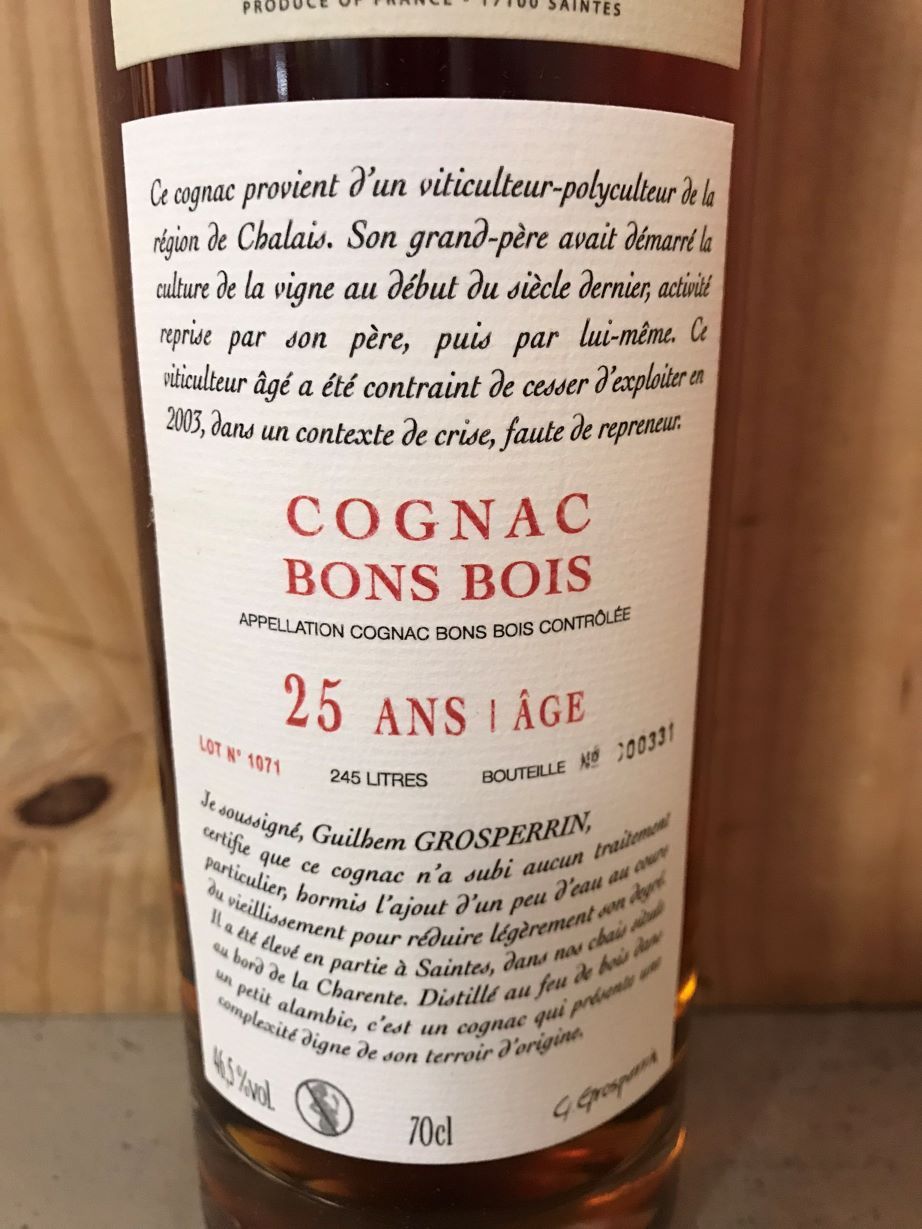 PRODUCE OF FRANCE - 17100 SAINTES
Ce cognac provient d'un viticulteur-polyculteur de la
région de Chalais. Son grand-père avait démarré la
culture de la vigne au début du siècle dernier, activité
reprise par son père, puis par lui-même. Ce
viticulteur âgé a été contraint de cesser d'exploiter en
2003, dans un contexte de crise, faute de repreneur.
COGNAC
BONS BOIS
APPELLATION COGNAC BONS BOIS CONTRÔLÉE
25 ANS | ÂGE
LOT N° 1071 245 LITRES BOUTEILLE Nº 000331
Je soussigné, Guilhem GROSPERRIN,
certifie que ce cognac n'a subi aucun traitement
particulier, hormis l'ajout d'un peu d'eau au cours
du vieillissement pour réduire légèrement son degré.
Il a été élevé en partie à Saintes, dans nos chais situés
au bord de la Charente. Distillé au feu de bois dans
un petit alambic, c'est un cognac qui présente une
complexité digne de son terroir d'origine.
46,5 %vol. 70cl G. Grosperrin